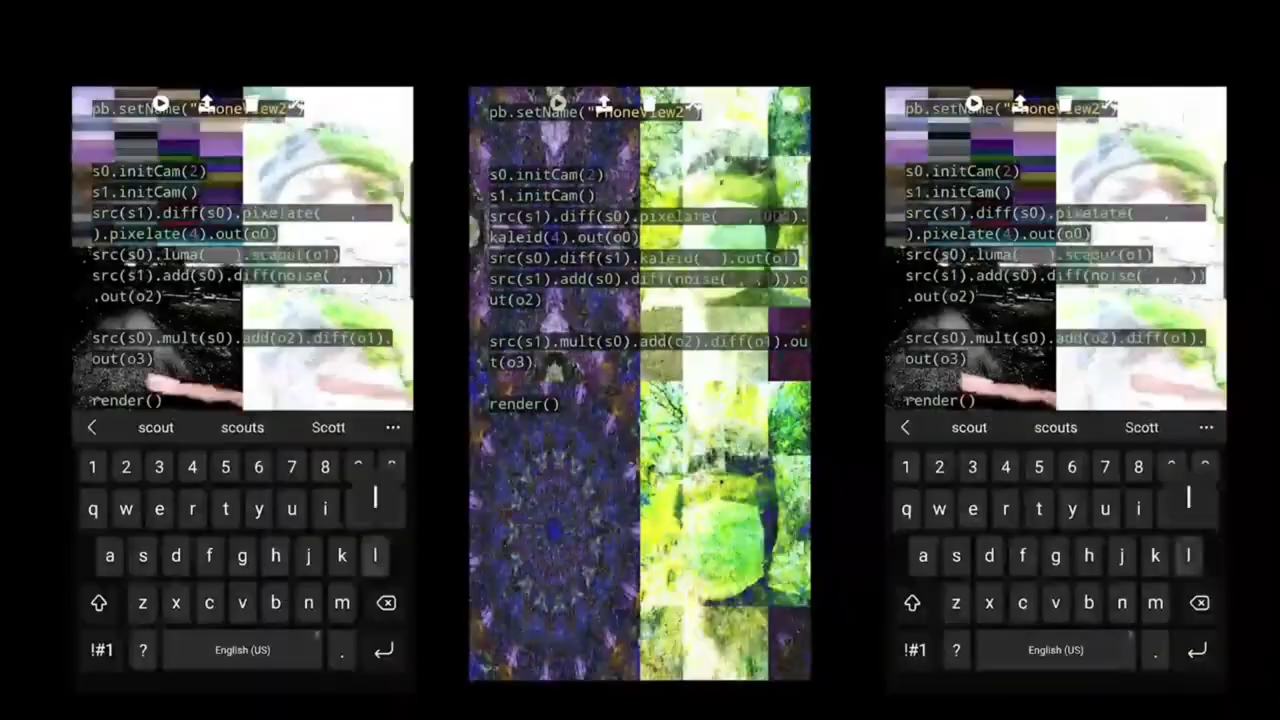 pb.setName("PhoneView2")
s0.initCam(2)
s1.initCam()
src(s1).diff(s0).pixelate( ,
).pixelate(4).out(o0)
src(s0).luma( ).scaout(o1)
src(s1).add(s0).diff(noise( , , ))
.out(o2)
src(s0).mult(s0).add(o2).diff(o1).
out(o3)
render()
scout scouts Scott ...
1 2 3 4 5 6 7 8
q w e r t y u i l
a s d f g h j k l
z x c v b n m
!#1 ? English (US) .
pb.setName("PhoneView2")
s0.initCam(2)
s1.initCam()
src(s1).diff(s0).pixelate( , ).
kaleid(4).out(o0)
src(s0).diff(s1).kaleid( ).out(o1)
src(s1).add(s0).diff(noise( , , )).o
ut(o2)
src(s1).mult(s0).add(o2).diff(o1).ou
t(o3)
render()
pb.setName("PhoneView2")
s0.initCam(2)
s1.initCam()
src(s1).diff(s0).pixelate( ,
).pixelate(4).out(o0)
src(s0).luma( ).scaout(o1)
src(s1).add(s0).diff(noise( , , ))
.out(o2)
src(s0).mult(s0).add(o2).diff(o1).
out(o3)
render()
scout scouts Scott ...
1 2 3 4 5 6 7 8
q w e r t y u i l
a s d f g h j k l
z x c v b n m
!#1 ? English (US) .